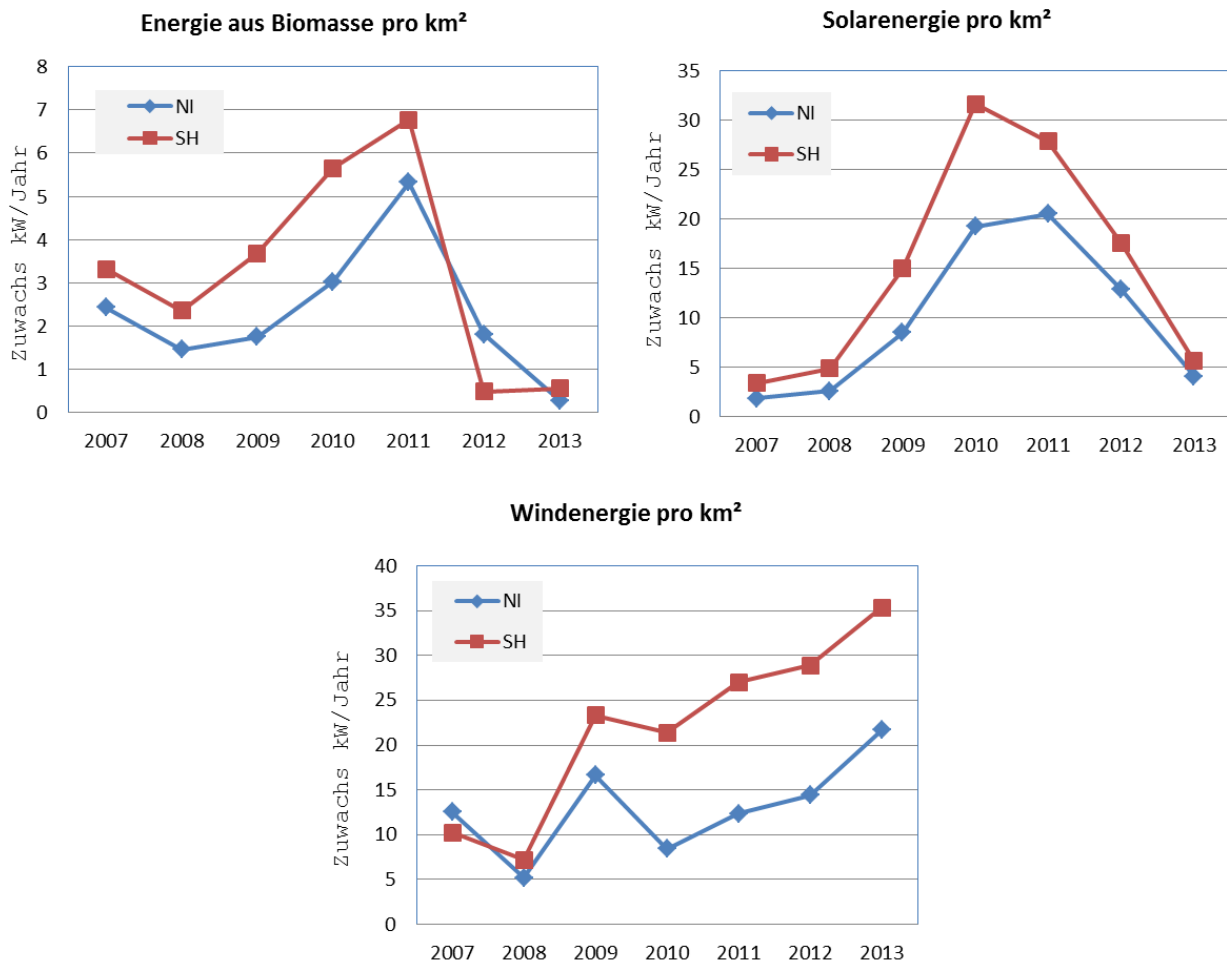 Energie aus Biomasse pro km²
Zuwachs kW/Jahr
8
7
6
5
4
3
2
1
0
NI
SH
2007 2008 2009 2010 2011 2012 2013
Solarenergie pro km²
Zuwachs kW/Jahr
35
30
25
20
15
10
5
0
NI
SH
2007 2008 2009 2010 2011 2012 2013
Windenergie pro km²
Zuwachs kW/Jahr
40
35
30
25
20
15
10
5
0
NI
SH
2007 2008 2009 2010 2011 2012 2013